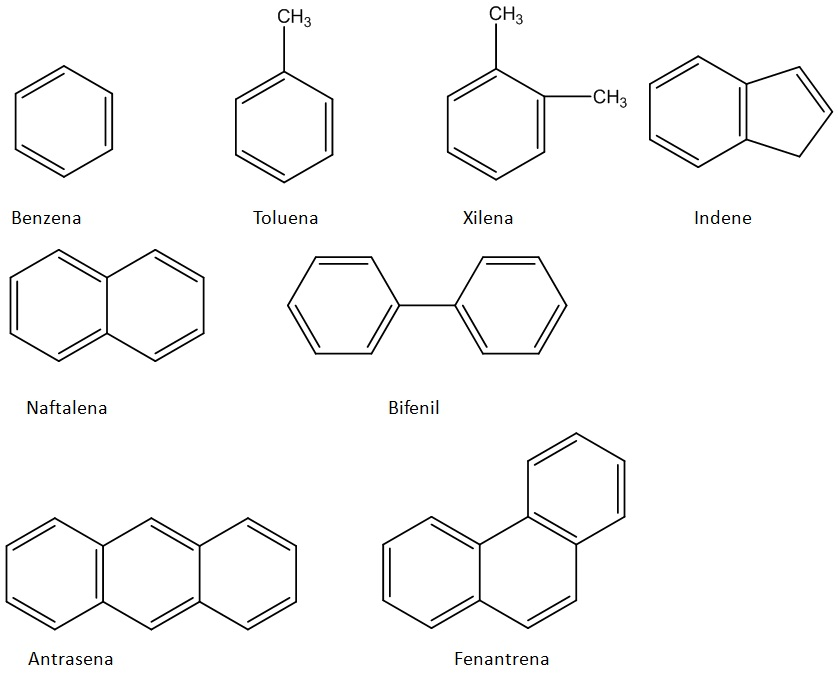 CH3
CH3
CH3
Benzena
Toluena
Xilena
Indene
Naftalena
Bifenil
Antrasena
Fenantrena